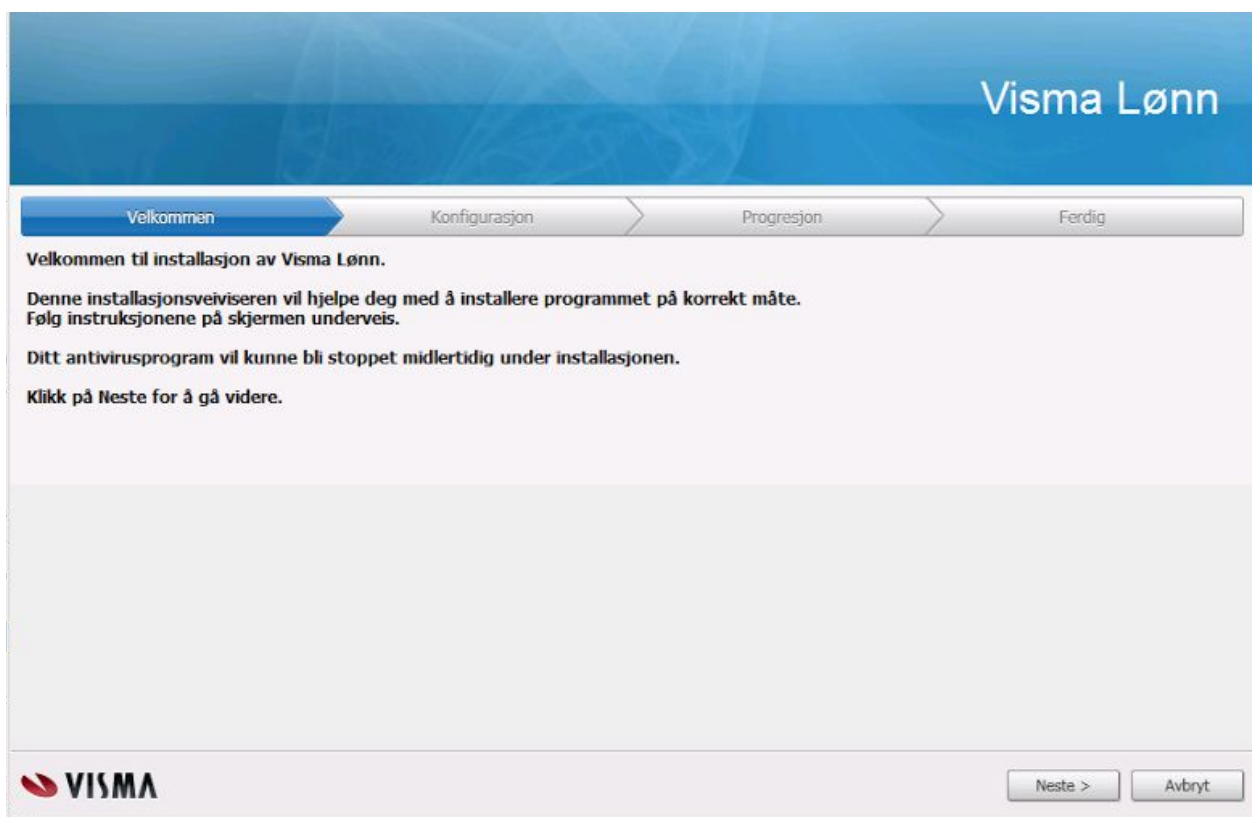 Visma Lønn
Velkommen
Konfigurasjon
Progresjon
Ferdig
Velkommen til installasjon av Visma Lønn.
Denne installasjonsveiviseren vil hjelpe deg med å installere programmet på korrekt måte.
Følg instruksjonene på skjermen underveis.
Ditt antivirusprogram vil kunne bli stoppet midlertidig under installasjonen.
Klikk på Neste for å gå videre.
VISMA
Neste >
Avbryt